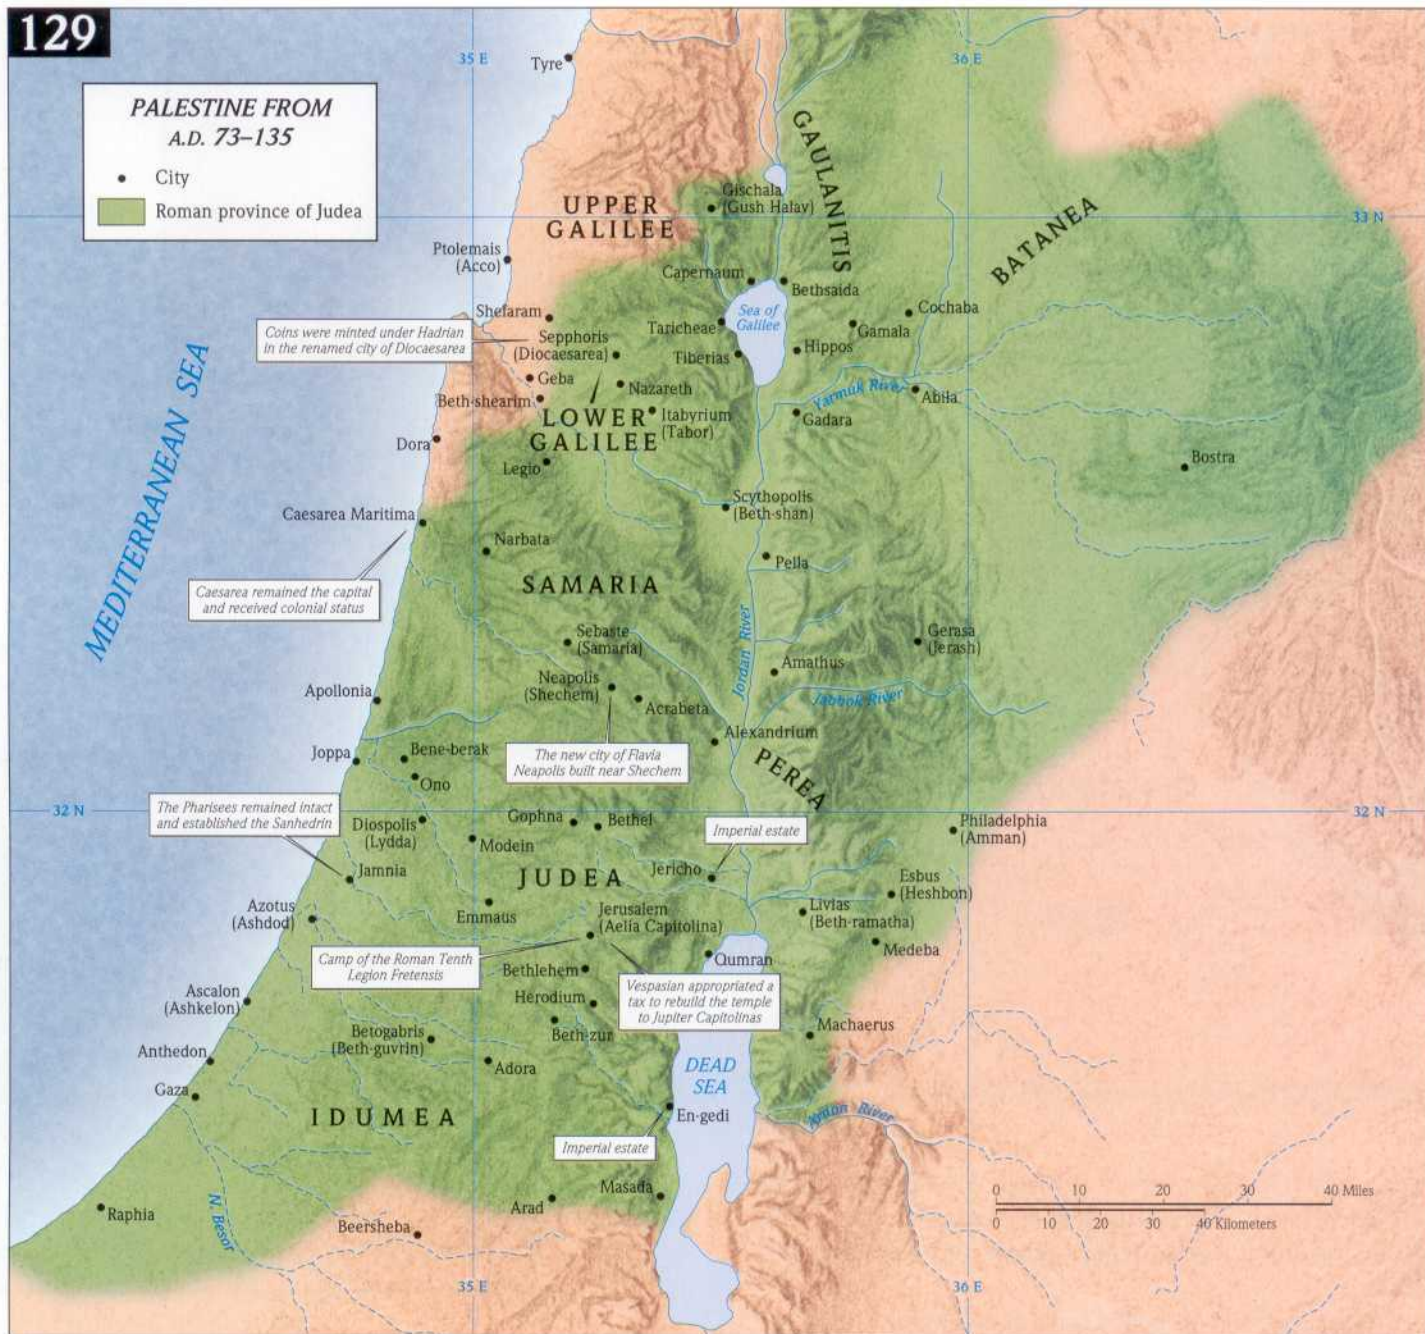 129
PALESTINE FROM
A.D. 73–135
City
Roman province of Judea
35 E
36 E
Tyre
GAULANITIS
Gischala
(Gush Halav)
UPPER
GALILEE
BATANEA
33 N
Ptolemais
(Acco)
Capernaum
Bethsaida
Shefaram
Sea of
Galilee
Cochaba
Taricheae
Gamala
Coins were minted under Hadrian
in the renamed city of Diocaesarea
Sepphoris
(Diocaesarea)
Tiberias
Hippos
Geba
Nazareth
Yarmuk River
Abila
Beth-shearim
Itabyrium
(Tabor)
Gadara
LOWER
GALILEE
Dora
Legio
Bostra
MEDITERRANEAN SEA
Scythopolis
(Beth-shan)
Caesarea Maritima
Narbata
Pella
SAMARIA
Caesarea remained the capital
and received colonial status
Sebaste
(Samaria)
Jordan River
Gerasa
(Jerash)
Amathus
Neapolis
(Shechem)
Acrabeta
Jabbok River
Apollonia
Alexandrium
Joppa
Bene-berak
The new city of Flavia
Neapolis built near Shechem
PEREA
Ono
32 N
32 N
The Pharisees remained intact
and established the Sanhedrin
Diospolis
(Lydda)
Gophna
Bethel
Imperial estate
Philadelphia
(Amman)
Modein
Jamnia
JUDEA
Jericho
Esbus
(Heshbon)
Azotus
(Ashdod)
Emmaus
Jerusalem
(Aelia Capitolina)
Livias
(Beth-ramatha)
Medeba
Camp of the Roman Tenth
Legion Fretensis
Qumran
Bethlehem
Vespasian appropriated a
tax to rebuild the temple
to Jupiter Capitolinas
Ascalon
(Ashkelon)
Herodium
Betogabris
(Beth-guvrin)
Beth-zur
Machaerus
Anthedon
Adora
DEAD
SEA
Gaza
IDUMEA
En-gedi
Arnon River
Imperial estate
Masada
Arad
N. Besor
Raphia
Beersheba
0 10 20 30 40 Miles
0 10 20 30 40 Kilometers
35 E
36 E